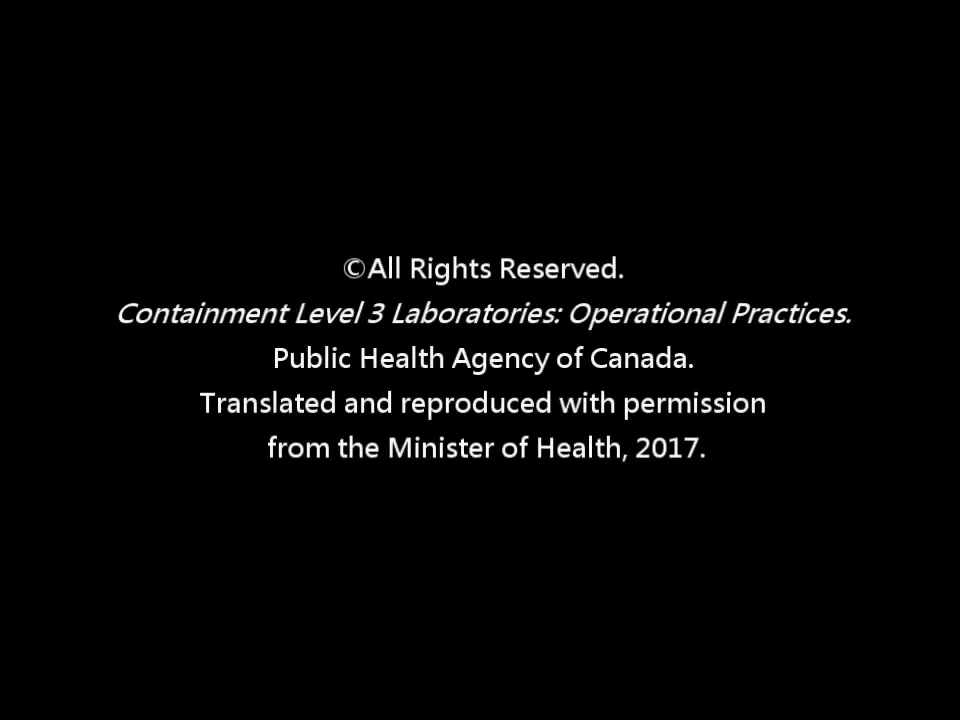 ©All Rights Reserved.
Containment Level 3 Laboratories: Operational Practices.
Public Health Agency of Canada.
Translated and reproduced with permission
from the Minister of Health, 2017.